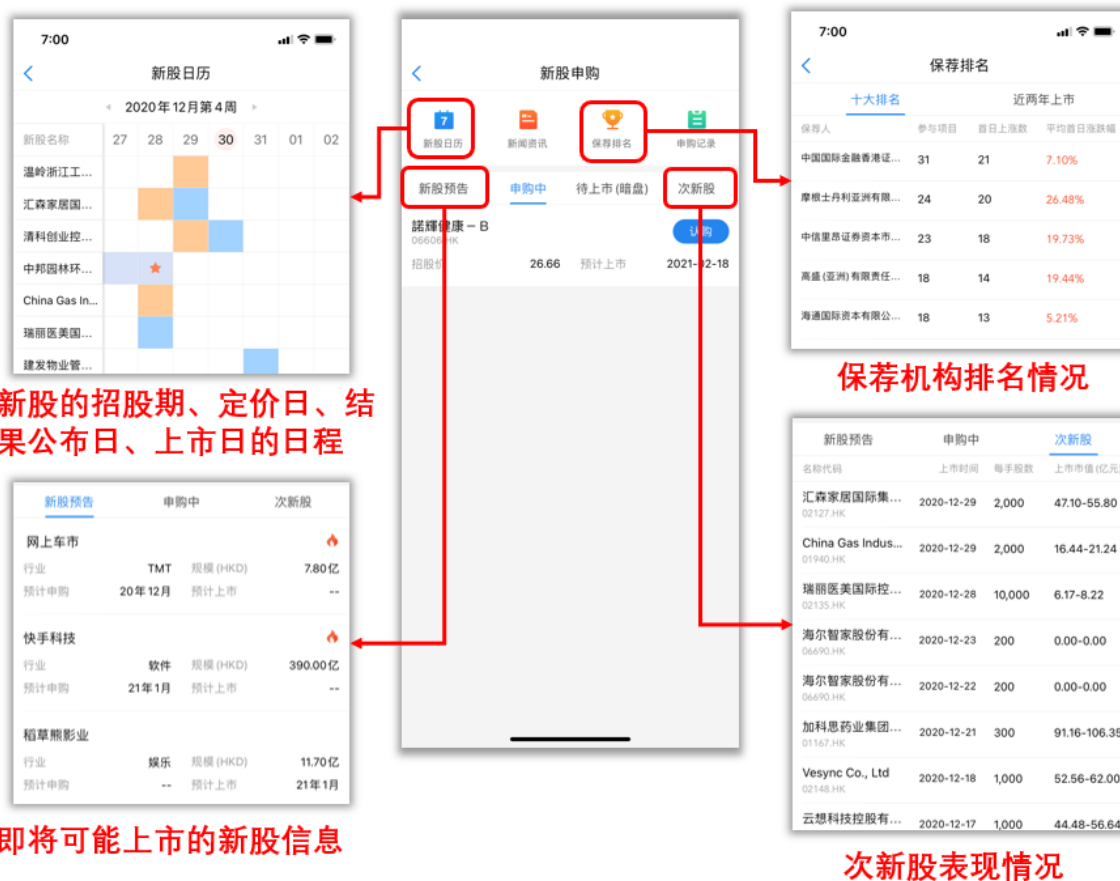 7:00
新股日历
2020年12月第4周
新股名称 27 28 29 30 31 01 02
温岭浙江工...
汇森家居国...
清科创业控...
中邦园林环...
China Gas In...
瑞丽医美国...
建发物业管...
新股的招股期、定价日、结
果公布日、上市日的日程
新股预告 申购中 次新股
网上车市
行业 TMT 规模(HKD) 7.80亿
预计申购 20年12月 预计上市 --
快手科技
行业 软件 规模(HKD) 390.00亿
预计申购 21年1月 预计上市 --
稻草熊影业
行业 娱乐 规模(HKD) 11.70亿
预计申购 -- 预计上市 21年1月
即将可能上市的新股信息
新股申购
7
新股日历 新闻资讯 保荐排名 申购记录
新股预告 申购中 待上市(暗盘) 次新股
諾輝健康－B
06606.HK
认购
招股价 26.66 预计上市 2021-02-18
7:00
保荐排名
十大排名 近两年上市
保荐人 参与项目 首日上涨数 平均首日涨跌幅
中国国际金融香港证... 31 21 7.10%
摩根士丹利亚洲有限... 24 20 26.48%
中信里昂证券资本市... 23 18 19.73%
高盛(亚洲)有限责任... 18 14 19.44%
海通国际资本有限公... 18 13 5.21%
保荐机构排名情况
新股预告 申购中 次新股
名称代码 上市时间 每手股数 上市市值(亿元
汇森家居国际集... 2020-12-29 2,000 47.10-55.80
02127.HK
China Gas Indus... 2020-12-29 2,000 16.44-21.24
01940.HK
瑞丽医美国际控... 2020-12-28 10,000 6.17-8.22
02135.HK
海尔智家股份有... 2020-12-23 200 0.00-0.00
06690.HK
海尔智家股份有... 2020-12-22 200 0.00-0.00
06690.HK
加科思药业集团... 2020-12-21 300 91.16-106.35
01167.HK
Vesync Co., Ltd 2020-12-18 1,000 52.56-62.00
02148.HK
云想科技控股有... 2020-12-17 1,000 44.48-56.64
次新股表现情况